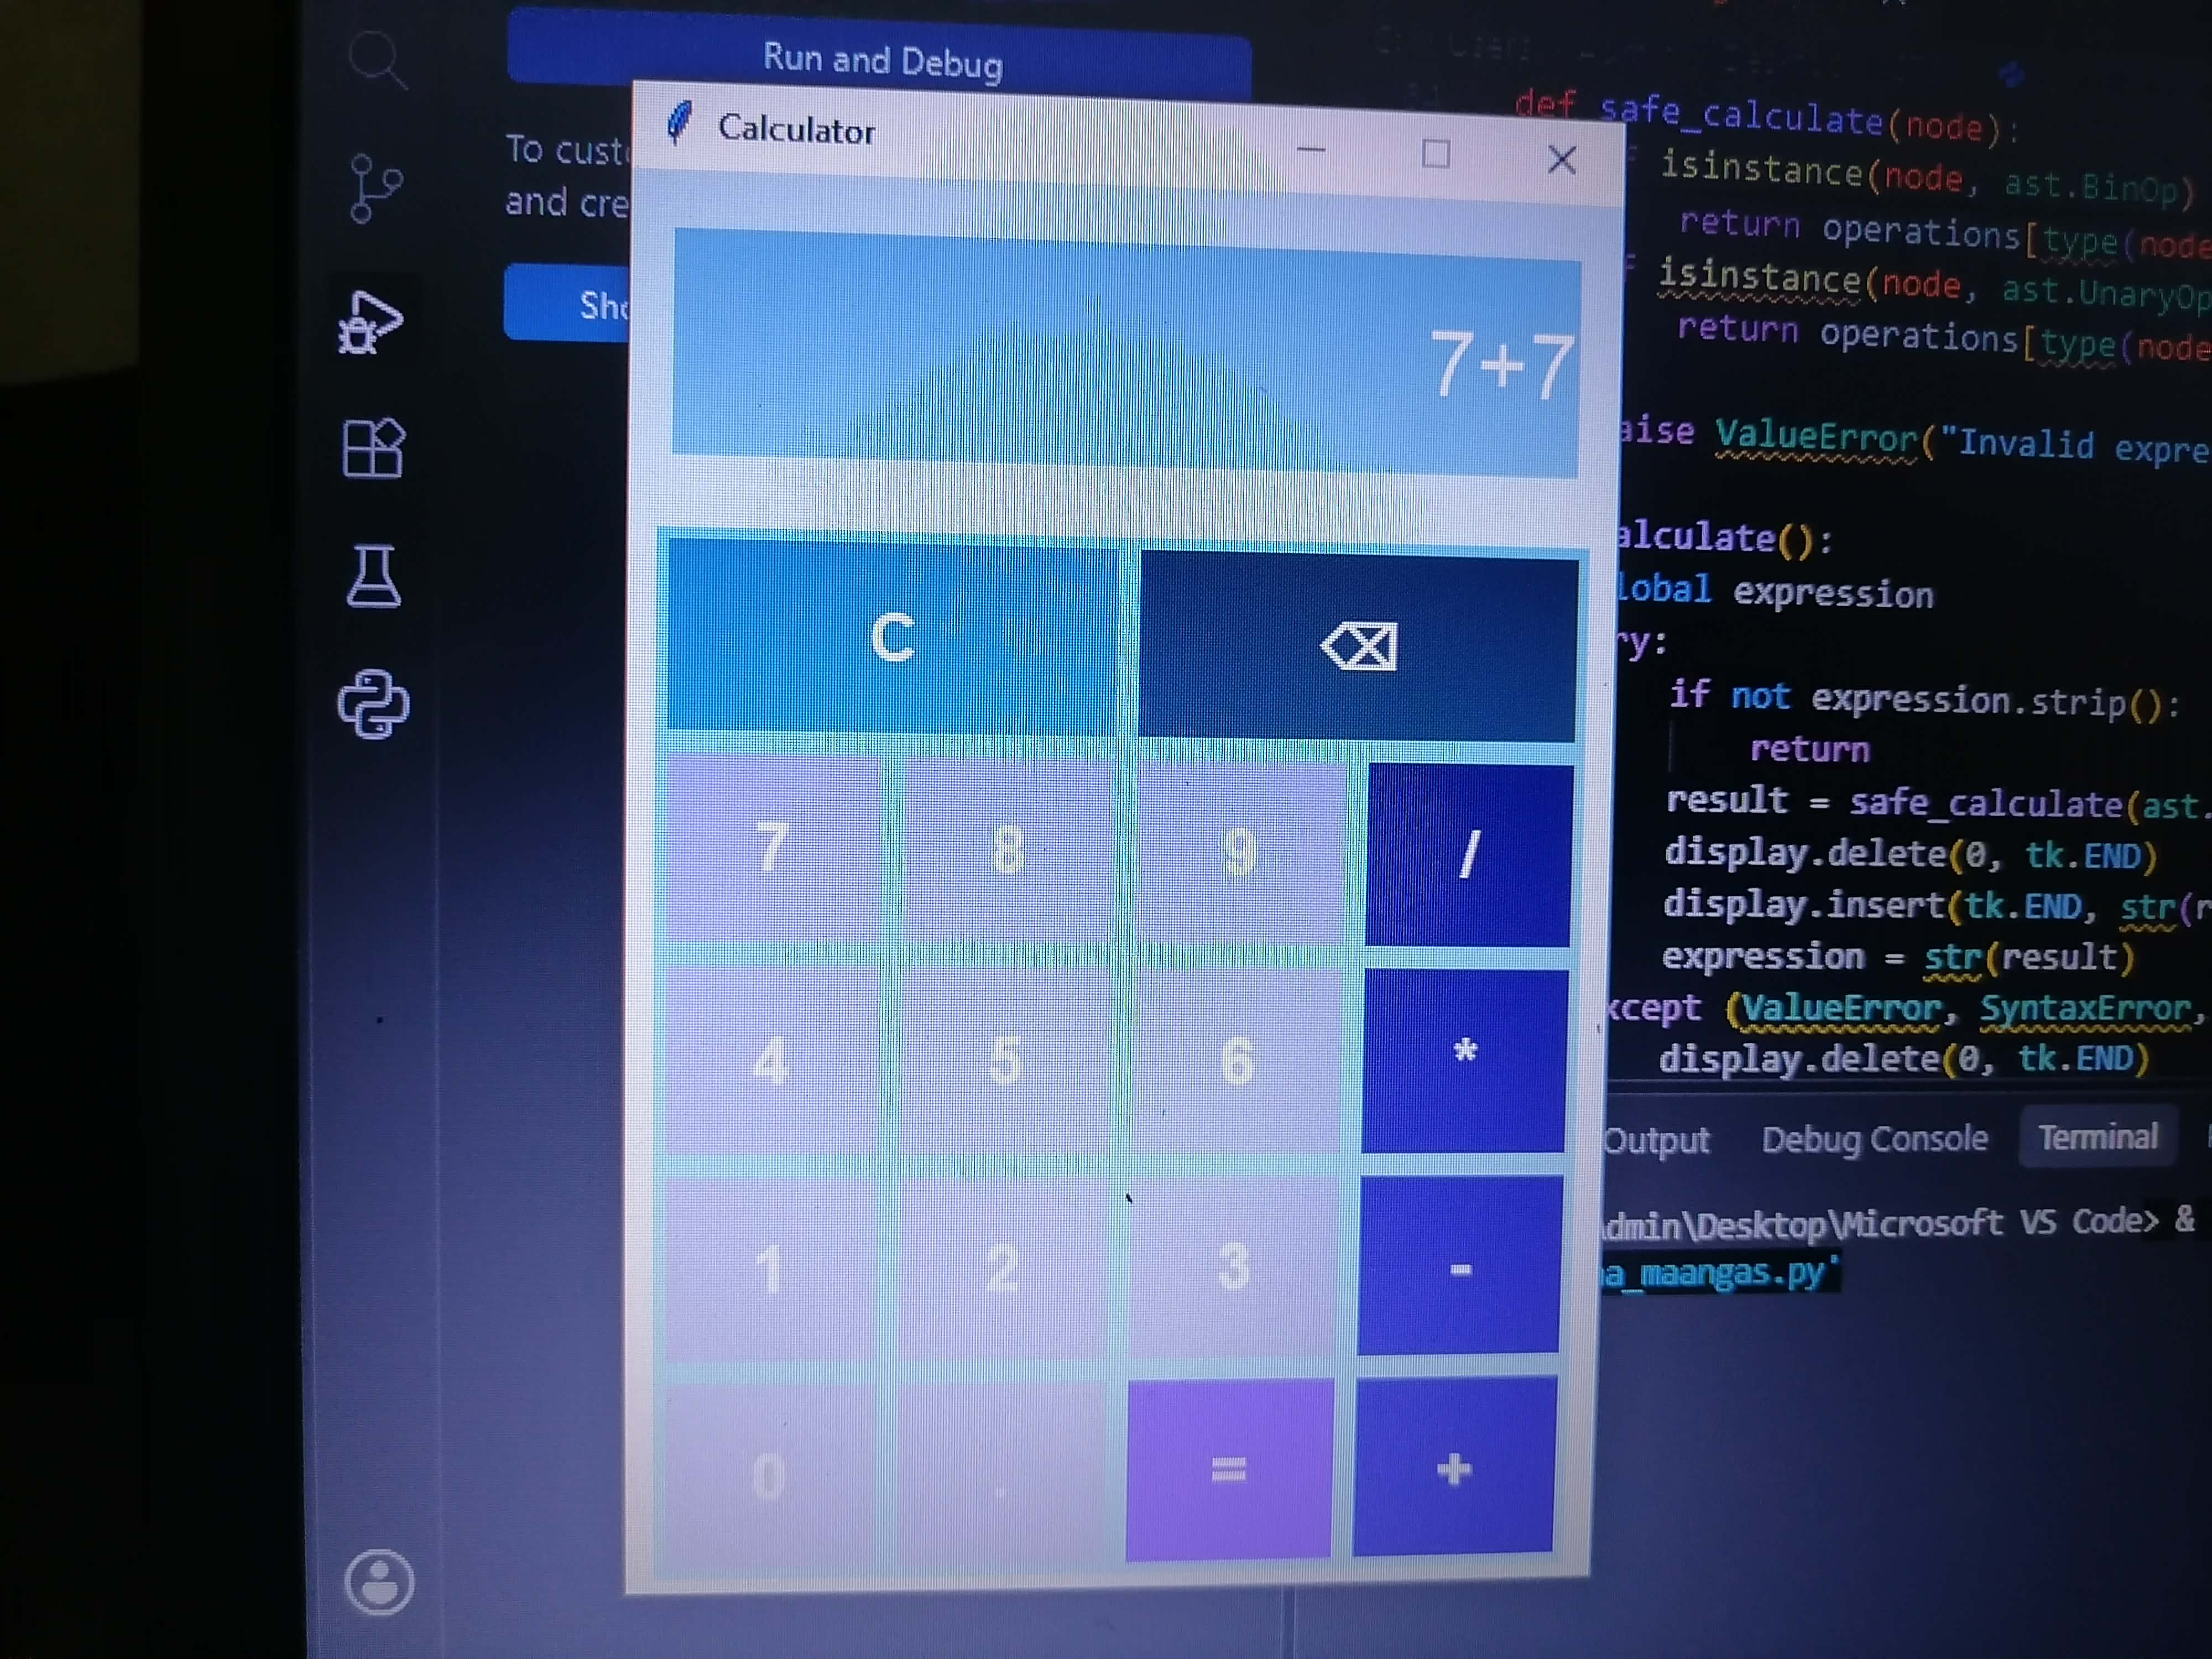 Run and Debug
To cust
and cre
Sho
Calculator
7+7
C
7 8 9 /
4 5 6 *
1 2 3 -
0 . = +
def safe_calculate(node):
isinstance(node, ast.BinOp)
return operations[type(node
isinstance(node, ast.UnaryOp
return operations[type(node
aise ValueError("Invalid expre
alculate():
lobal expression
ry:
if not expression.strip():
return
result = safe_calculate(ast.
display.delete(0, tk.END)
display.insert(tk.END, str(r
expression = str(result)
xcept (ValueError, SyntaxError,
display.delete(0, tk.END)
Output Debug Console Terminal
dmin\Desktop\Microsoft VS Code> &
a_maangas.py'